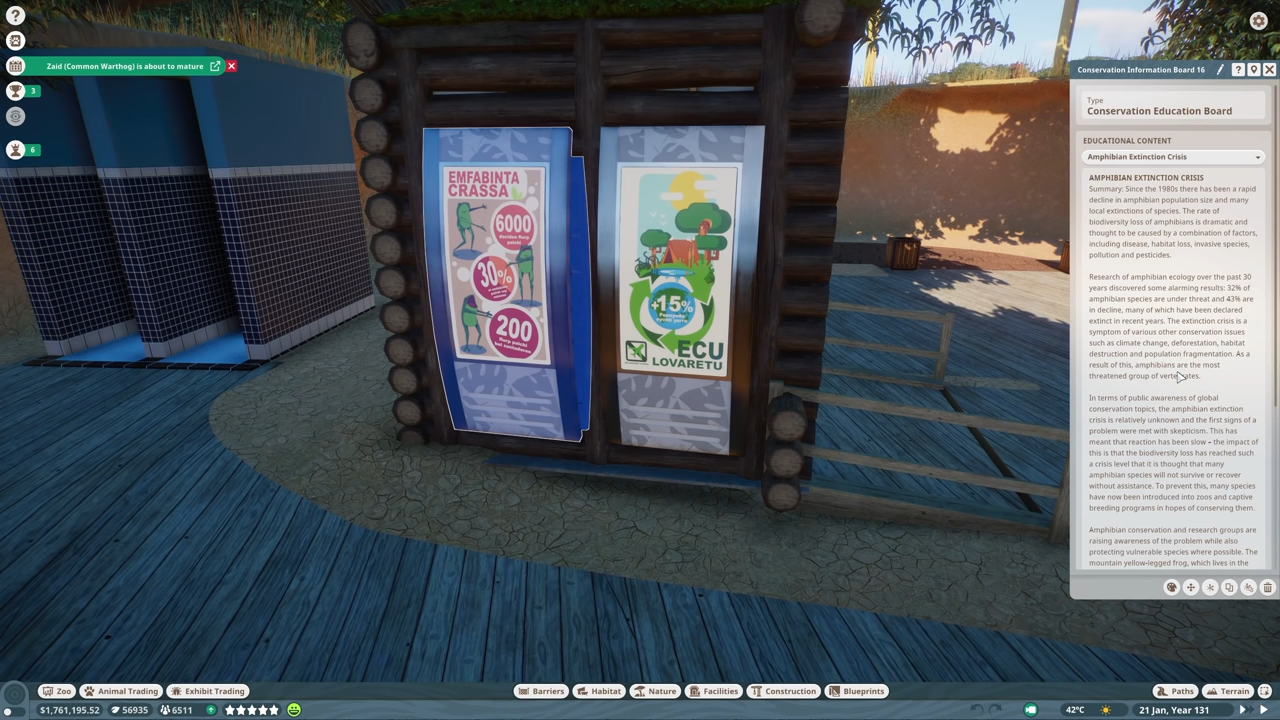 Zaid (Common Warthog) is about to mature
3
6
EMFABINTA
CRASSA
6000
30%
200
+15%
ECU
LOVARETU
Conservation Information Board 16
Type
Conservation Education Board
EDUCATIONAL CONTENT
Amphibian Extinction Crisis
AMPHIBIAN EXTINCTION CRISIS
Summary: Since the 1980s there has been a rapid
decline in amphibian population size and many
local extinctions of species. The rate of
biodiversity loss of amphibians is dramatic and
thought to be caused by a combination of factors,
including disease, habitat loss, invasive species,
pollution and pesticides.
Research of amphibian ecology over the past 30
years discovered some alarming results: 32% of
amphibian species are under threat and 43% are
in decline, many of which have been declared
extinct in recent years. The extinction crisis is a
symptom of various other conservation issues
such as climate change, deforestation, habitat
destruction and population fragmentation. As a
result of this, amphibians are the most
threatened group of vertebrates.
In terms of public awareness of global
conservation topics, the amphibian extinction
crisis is relatively unknown and the first signs of a
problem were met with skepticism. This has
meant that reaction has been slow – the impact of
this is that the biodiversity loss has reached such
a crisis level that it is thought that many
amphibian species will not survive or recover
without assistance. To prevent this, many species
have now been introduced into zoos and captive
breeding programs in hopes of conserving them.
Amphibian conservation and research groups are
raising awareness of the problem while also
protecting vulnerable species where possible. The
mountain yellow-legged frog, which lives in the
Zoo
Animal Trading
Exhibit Trading
Barriers
Habitat
Nature
Facilities
Construction
Blueprints
Paths
Terrain
$1,761,195.52
56935
6511
42°C
21 Jan, Year 131